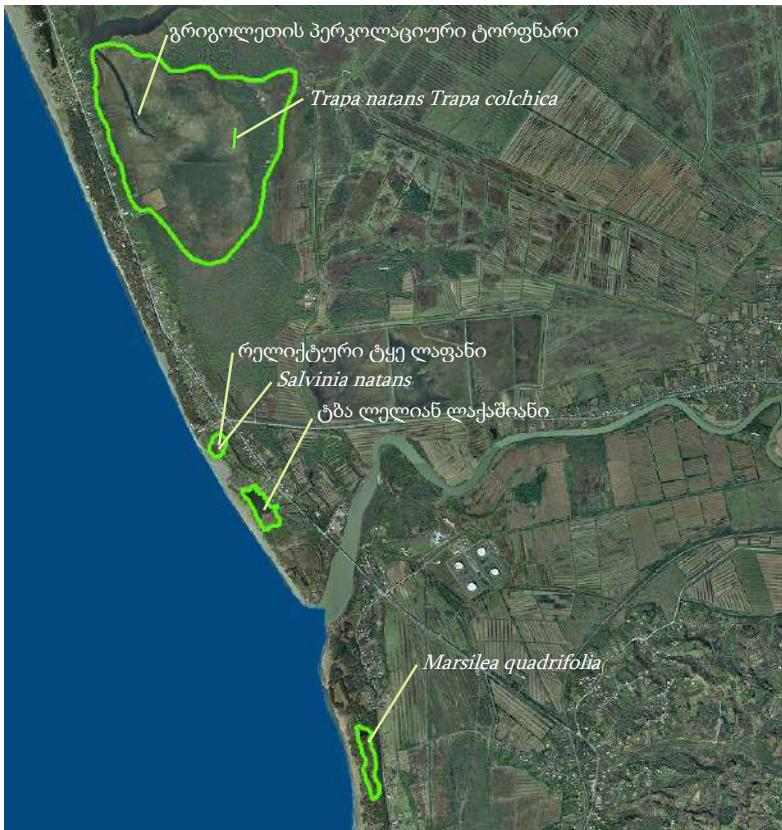 გრიგოლეთის პერკოლაციური ტორფნარი
Trapa natans Trapa colchica
რელიქტური ტყე ლაფანი
Salvinia natans
ტბა ლელიან ლაქაშიანი
Marsilea quadrifolia